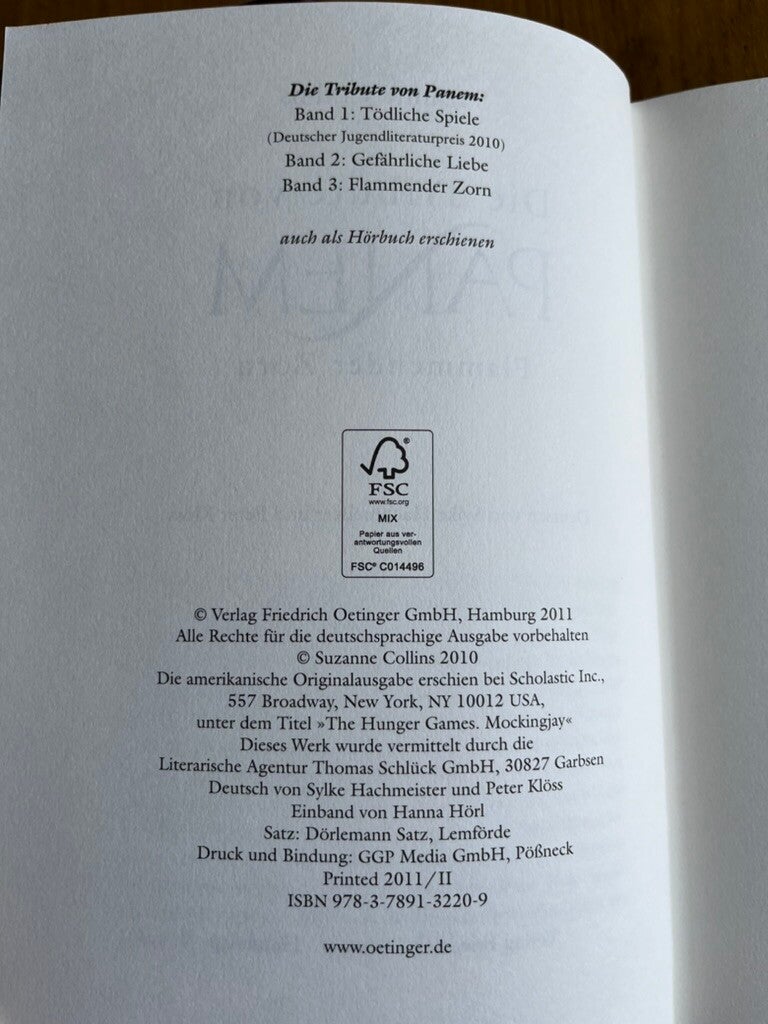 Die Tribute von Panem:
Band 1: Tödliche Spiele
(Deutscher Jugendliteraturpreis 2010)
Band 2: Gefährliche Liebe
Band 3: Flammender Zorn
auch als Hörbuch erschienen
PANEM
Flammender Zorn
FSC®
www.fsc.org
MIX
Papier aus ver-
antwortungsvollen
Quellen
FSC® C014496
© Verlag Friedrich Oetinger GmbH, Hamburg 2011
Alle Rechte für die deutschsprachige Ausgabe vorbehalten
© Suzanne Collins 2010
Die amerikanische Originalausgabe erschien bei Scholastic Inc.,
557 Broadway, New York, NY 10012 USA,
unter dem Titel »The Hunger Games. Mockingjay«
Dieses Werk wurde vermittelt durch die
Literarische Agentur Thomas Schlück GmbH, 30827 Garbsen
Deutsch von Sylke Hachmeister und Peter Klöss
Einband von Hanna Hörl
Satz: Dörlemann Satz, Lemförde
Druck und Bindung: GGP Media GmbH, Pößneck
Printed 2011/II
ISBN 978-3-7891-3220-9
www.oetinger.de